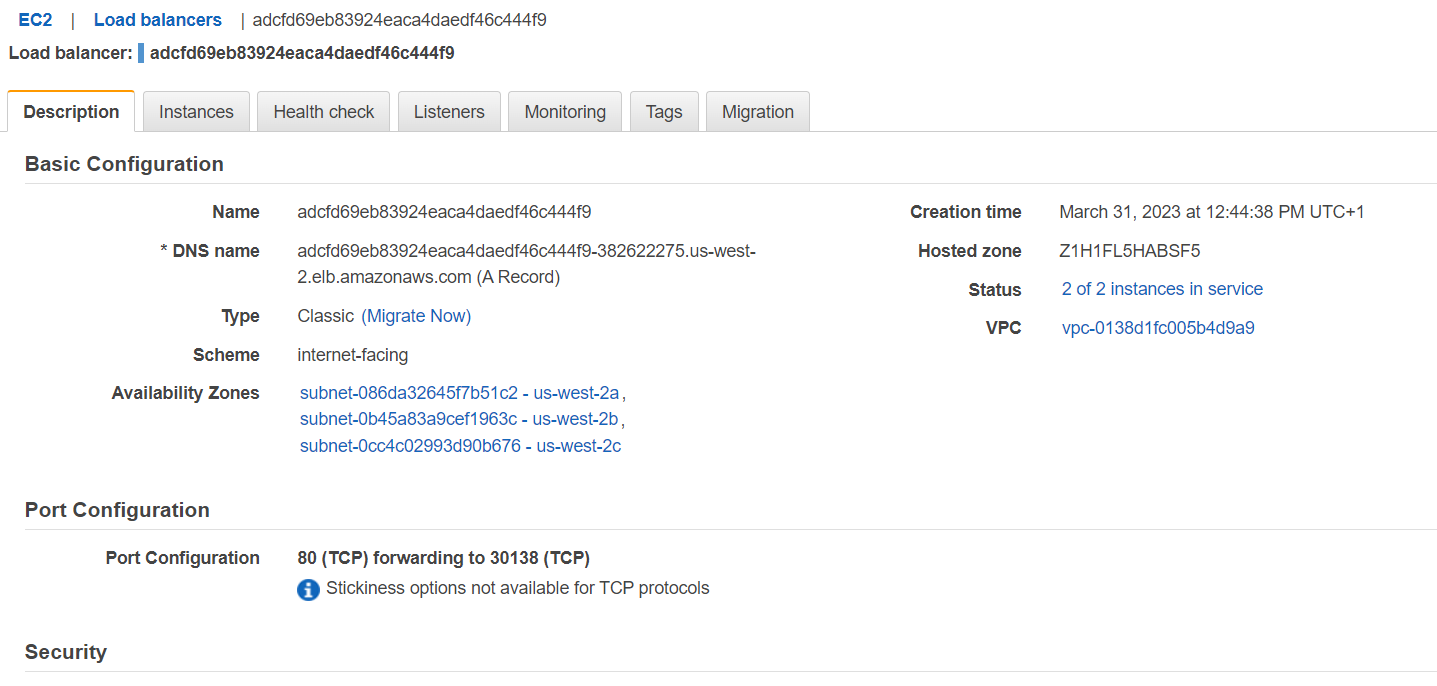 EC2 | Load balancers | adcfd69eb83924eaca4daedf46c444f9
Load balancer: adcfd69eb83924eaca4daedf46c444f9
Description Instances Health check Listeners Monitoring Tags Migration
Basic Configuration
Name adcfd69eb83924eaca4daedf46c444f9 Creation time March 31, 2023 at 12:44:38 PM UTC+1
* DNS name adcfd69eb83924eaca4daedf46c444f9-382622275.us-west- Hosted zone Z1H1FL5HABSF5
2.elb.amazonaws.com (A Record)
Status 2 of 2 instances in service
Type Classic (Migrate Now)
VPC vpc-0138d1fc005b4d9a9
Scheme internet-facing
Availability Zones subnet-086da32645f7b51c2 - us-west-2a,
subnet-0b45a83a9cef1963c - us-west-2b,
subnet-0cc4c02993d90b676 - us-west-2c
Port Configuration
Port Configuration 80 (TCP) forwarding to 30138 (TCP)
Stickiness options not available for TCP protocols
Security